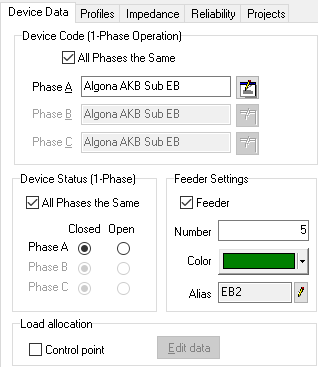 Device Data Profiles Impedance Reliability Projects
Device Code (1-Phase Operation)
All Phases the Same
Phase A Algona AKB Sub EB
Phase B Algona AKB Sub EB
Phase C Algona AKB Sub EB
Device Status (1-Phase)
All Phases the Same
Closed Open
Phase A
Phase B
Phase C
Feeder Settings
Feeder
Number 5
Color
Alias EB2
Load allocation
Control point Edit data